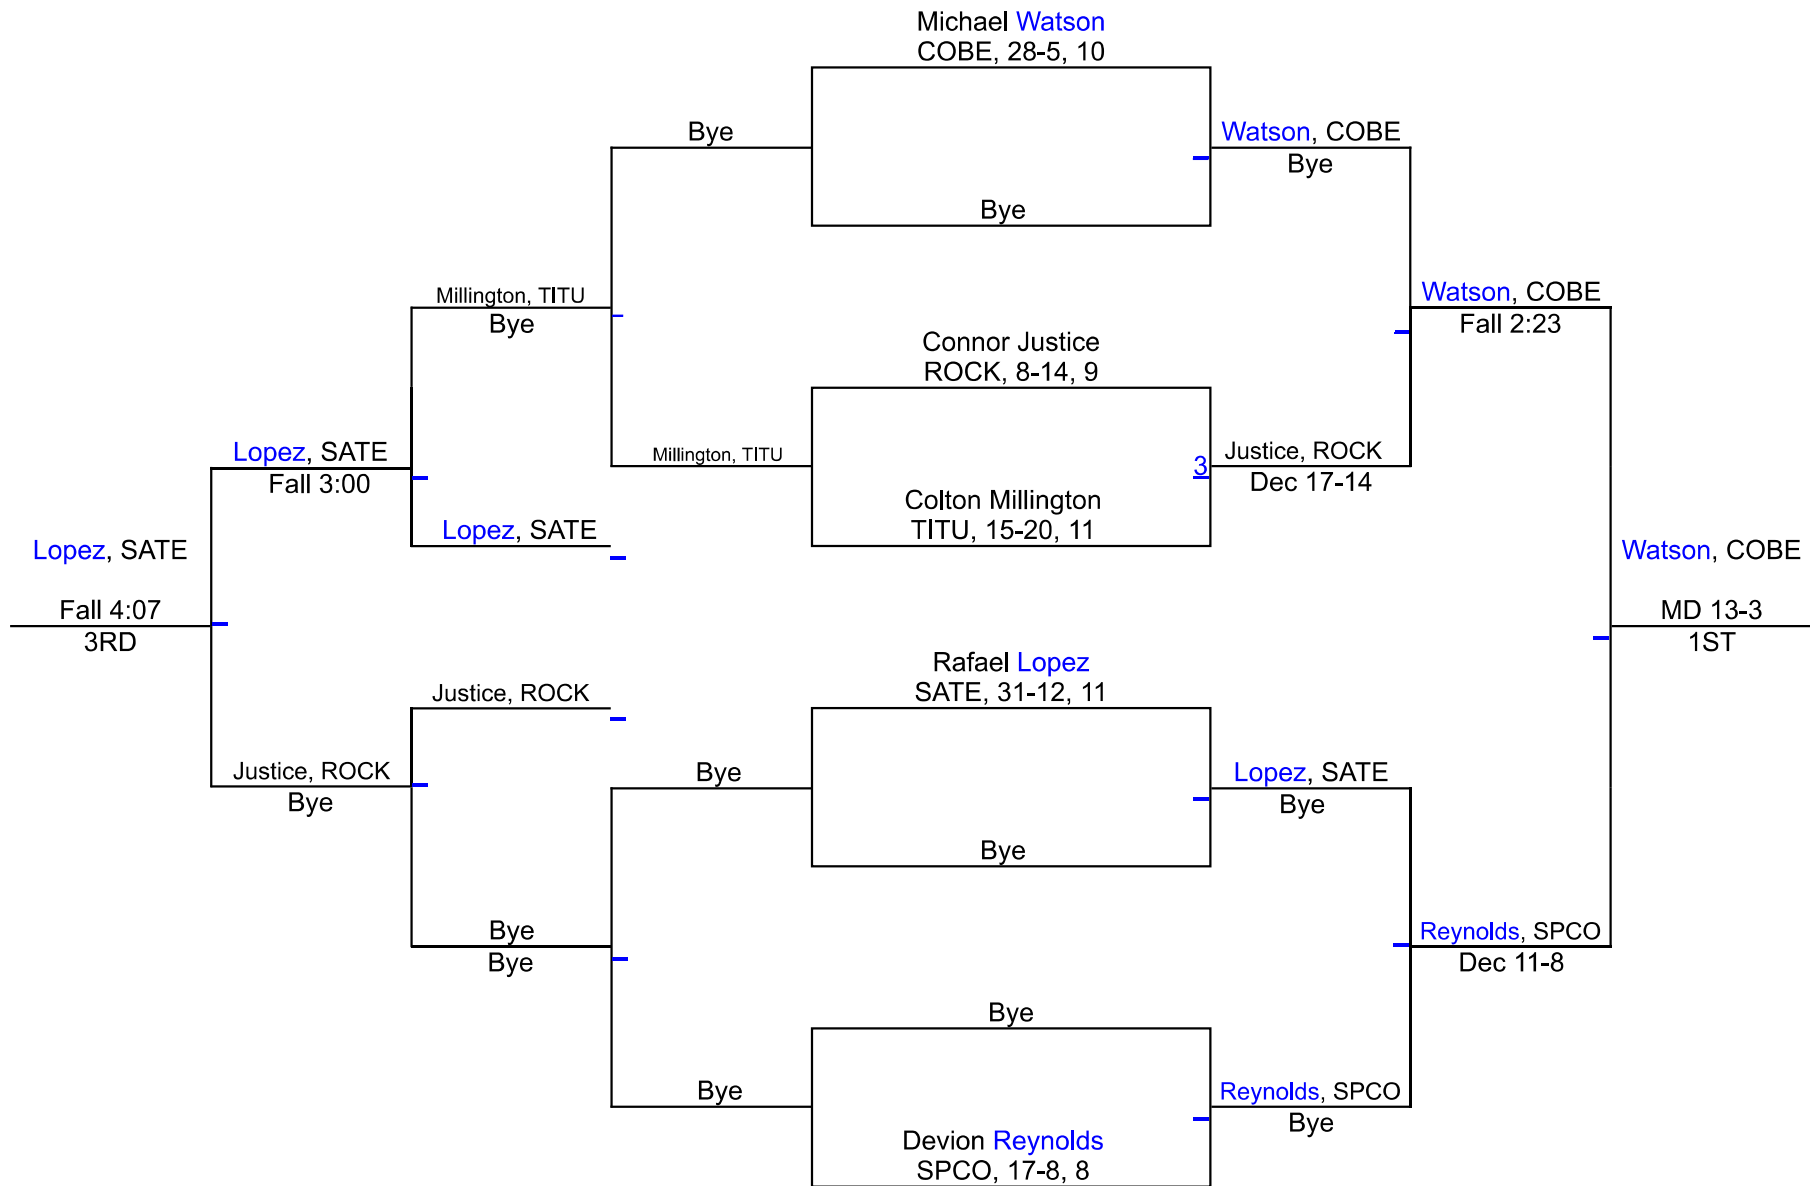 Michael Watson
COBE, 28-5, 10
Bye
Watson, COBE
Bye
Bye
Millington, TITU
Bye
Watson, COBE
Fall 2:23
Connor Justice
ROCK, 8-14, 9
Lopez, SATE
Fall 3:00
Millington, TITU
3
Justice, ROCK
Dec 17-14
Colton Millington
TITU, 15-20, 11
Lopez, SATE
Lopez, SATE
Fall 4:07
3RD
Watson, COBE
MD 13-3
1ST
Rafael Lopez
SATE, 31-12, 11
Justice, ROCK
Justice, ROCK
Bye
Bye
Lopez, SATE
Bye
Bye
Bye
Bye
Reynolds, SPCO
Dec 11-8
Bye
Bye
Reynolds, SPCO
Bye
Devion Reynolds
SPCO, 17-8, 8